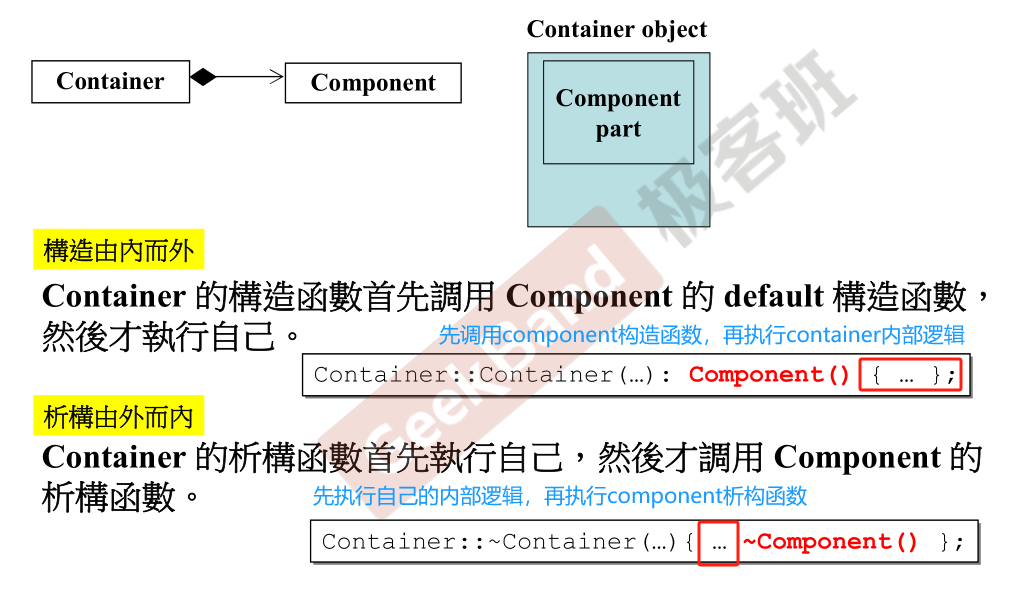 Container object
Container
Component
Component
part
極客班
GeekBand
構造由內而外
Container 的構造函數首先調用 Component 的 default 構造函數，
然後才執行自己。
先调用component构造函数，再执行container内部逻辑
Container::Container(…): Component() { … };
析構由外而內
Container 的析構函數首先執行自己，然後才調用 Component 的
析構函數。
先执行自己的内部逻辑，再执行component析构函数
Container::~Container(…){ … ~Component() };